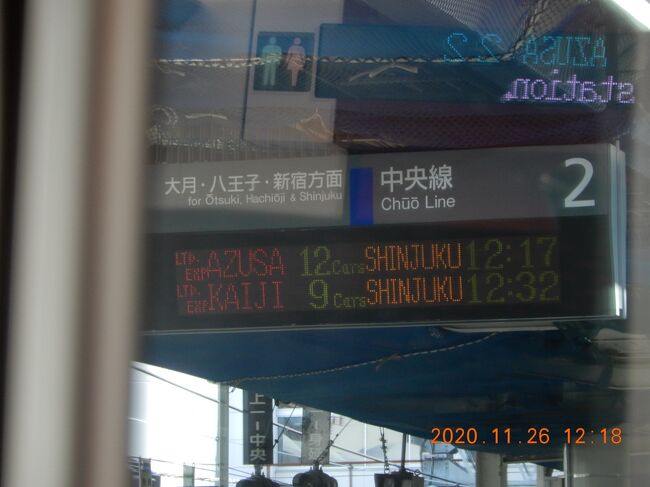 AZUSA 22
station.
大月・八王子・新宿方面
for Ōtsuki, Hachiōji & Shinjuku
中央線
Chūō Line
2
LTD. EXP AZUSA 12 Cars SHINJUKU 12:17
LTD. EXP KAIJI 9 Cars SHINJUKU 12:32
上り 中央
2020.11.26 12:18